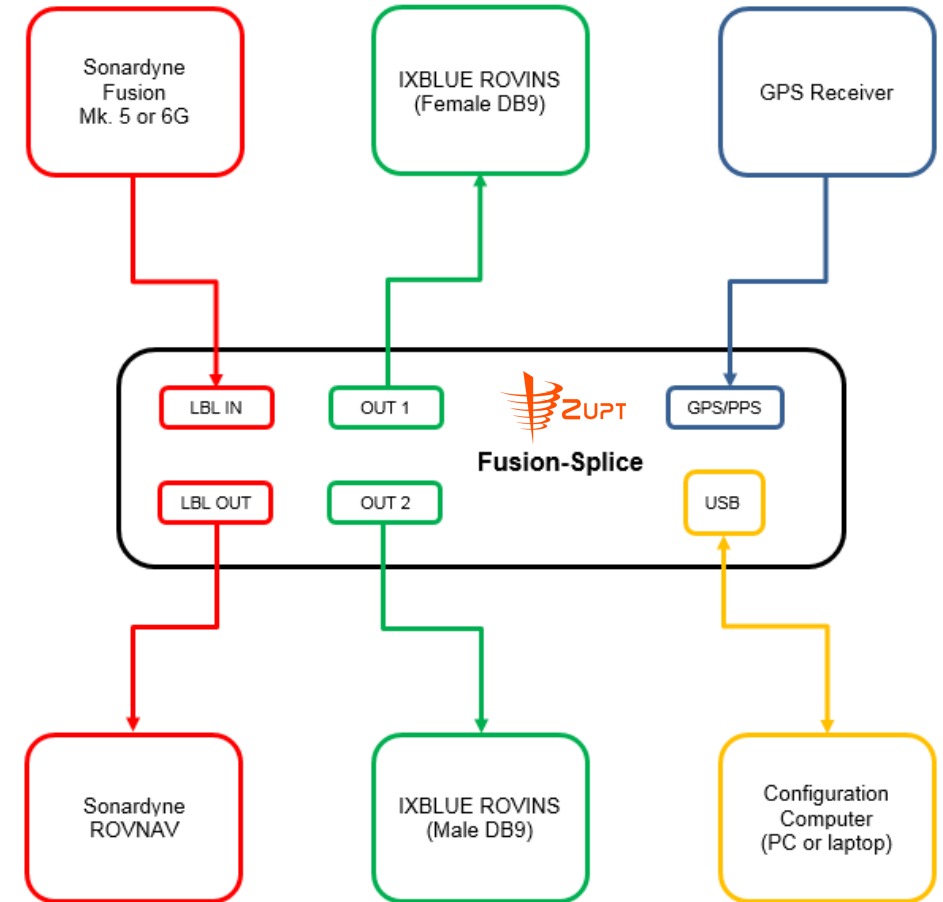 Sonardyne
Fusion
Mk. 5 or 6G
IXBLUE ROVINS
(Female DB9)
GPS Receiver
LBL IN
OUT 1
ZUPT
GPS/PPS
Fusion-Splice
LBL OUT
OUT 2
USB
Sonardyne
ROVNAV
IXBLUE ROVINS
(Male DB9)
Configuration
Computer
(PC or laptop)